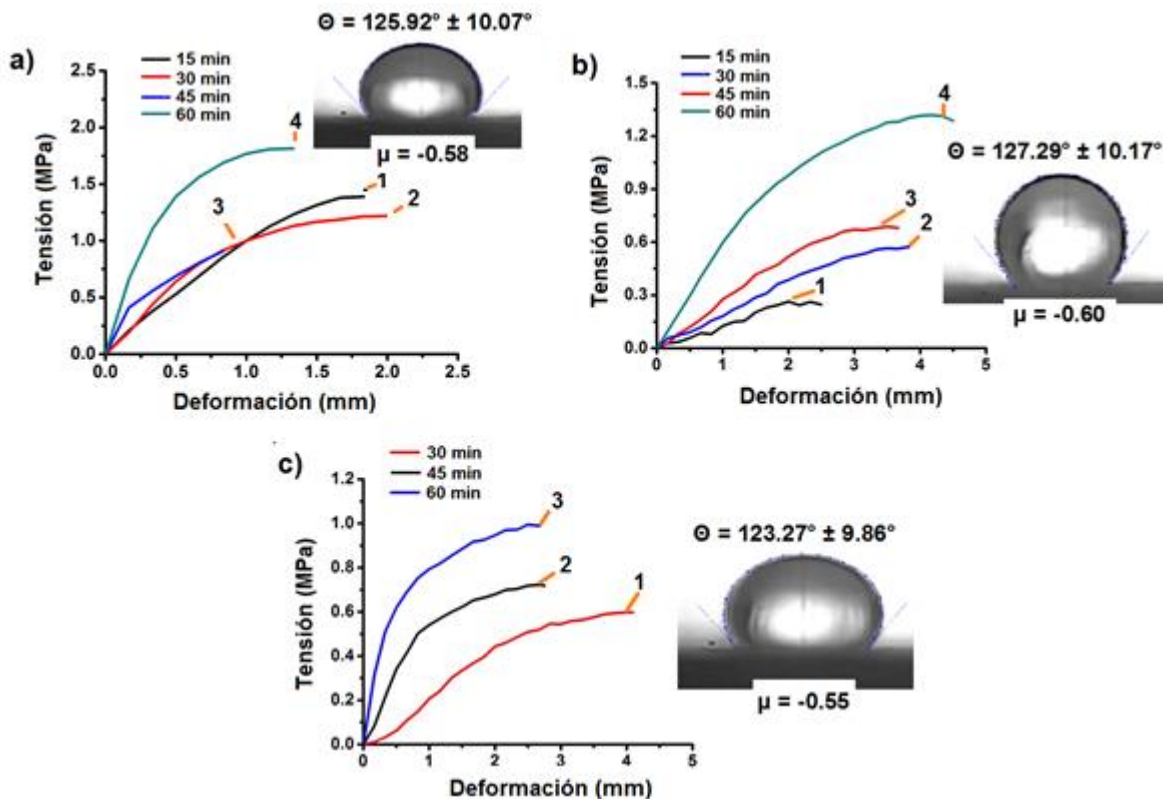 a)
Θ = 125.92° ± 10.07°
15 min
30 min
45 min
60 min
2.5
2.0
1.5
1.0
0.5
0.0
Tensión (MPa)
4
3
1
2
μ = -0.58
0.0 0.5 1.0 1.5 2.0 2.5
Deformación (mm)
b)
15 min
30 min
45 min
60 min
1.5
1.2
0.9
0.6
0.3
0.0
Tensión (MPa)
4
3
2
1
Θ = 127.29° ± 10.17°
μ = -0.60
0 1 2 3 4 5
Deformación (mm)
c)
30 min
45 min
60 min
1.2
1.0
0.8
0.6
0.4
0.2
0.0
Tensión (MPa)
3
2
1
Θ = 123.27° ± 9.86°
μ = -0.55
0 1 2 3 4 5
Deformación (mm)